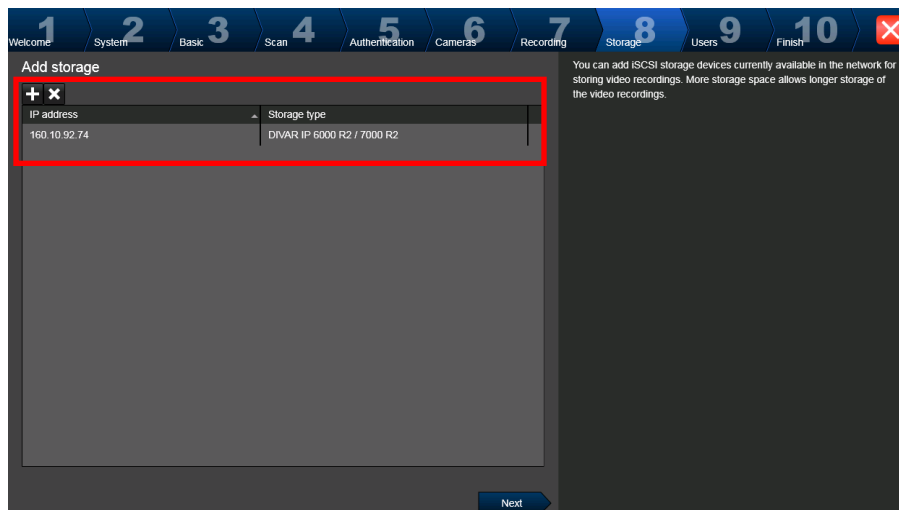 1 Welcome 2 System 3 Basic 4 Scan 5 Authentication 6 Cameras 7 Recording 8 Storage 9 Users 10 Finish
Add storage
IP address Storage type
160.10.92.74 DIVAR IP 6000 R2 / 7000 R2
Next
You can add iSCSI storage devices currently available in the network for
storing video recordings. More storage space allows longer storage of
the video recordings.